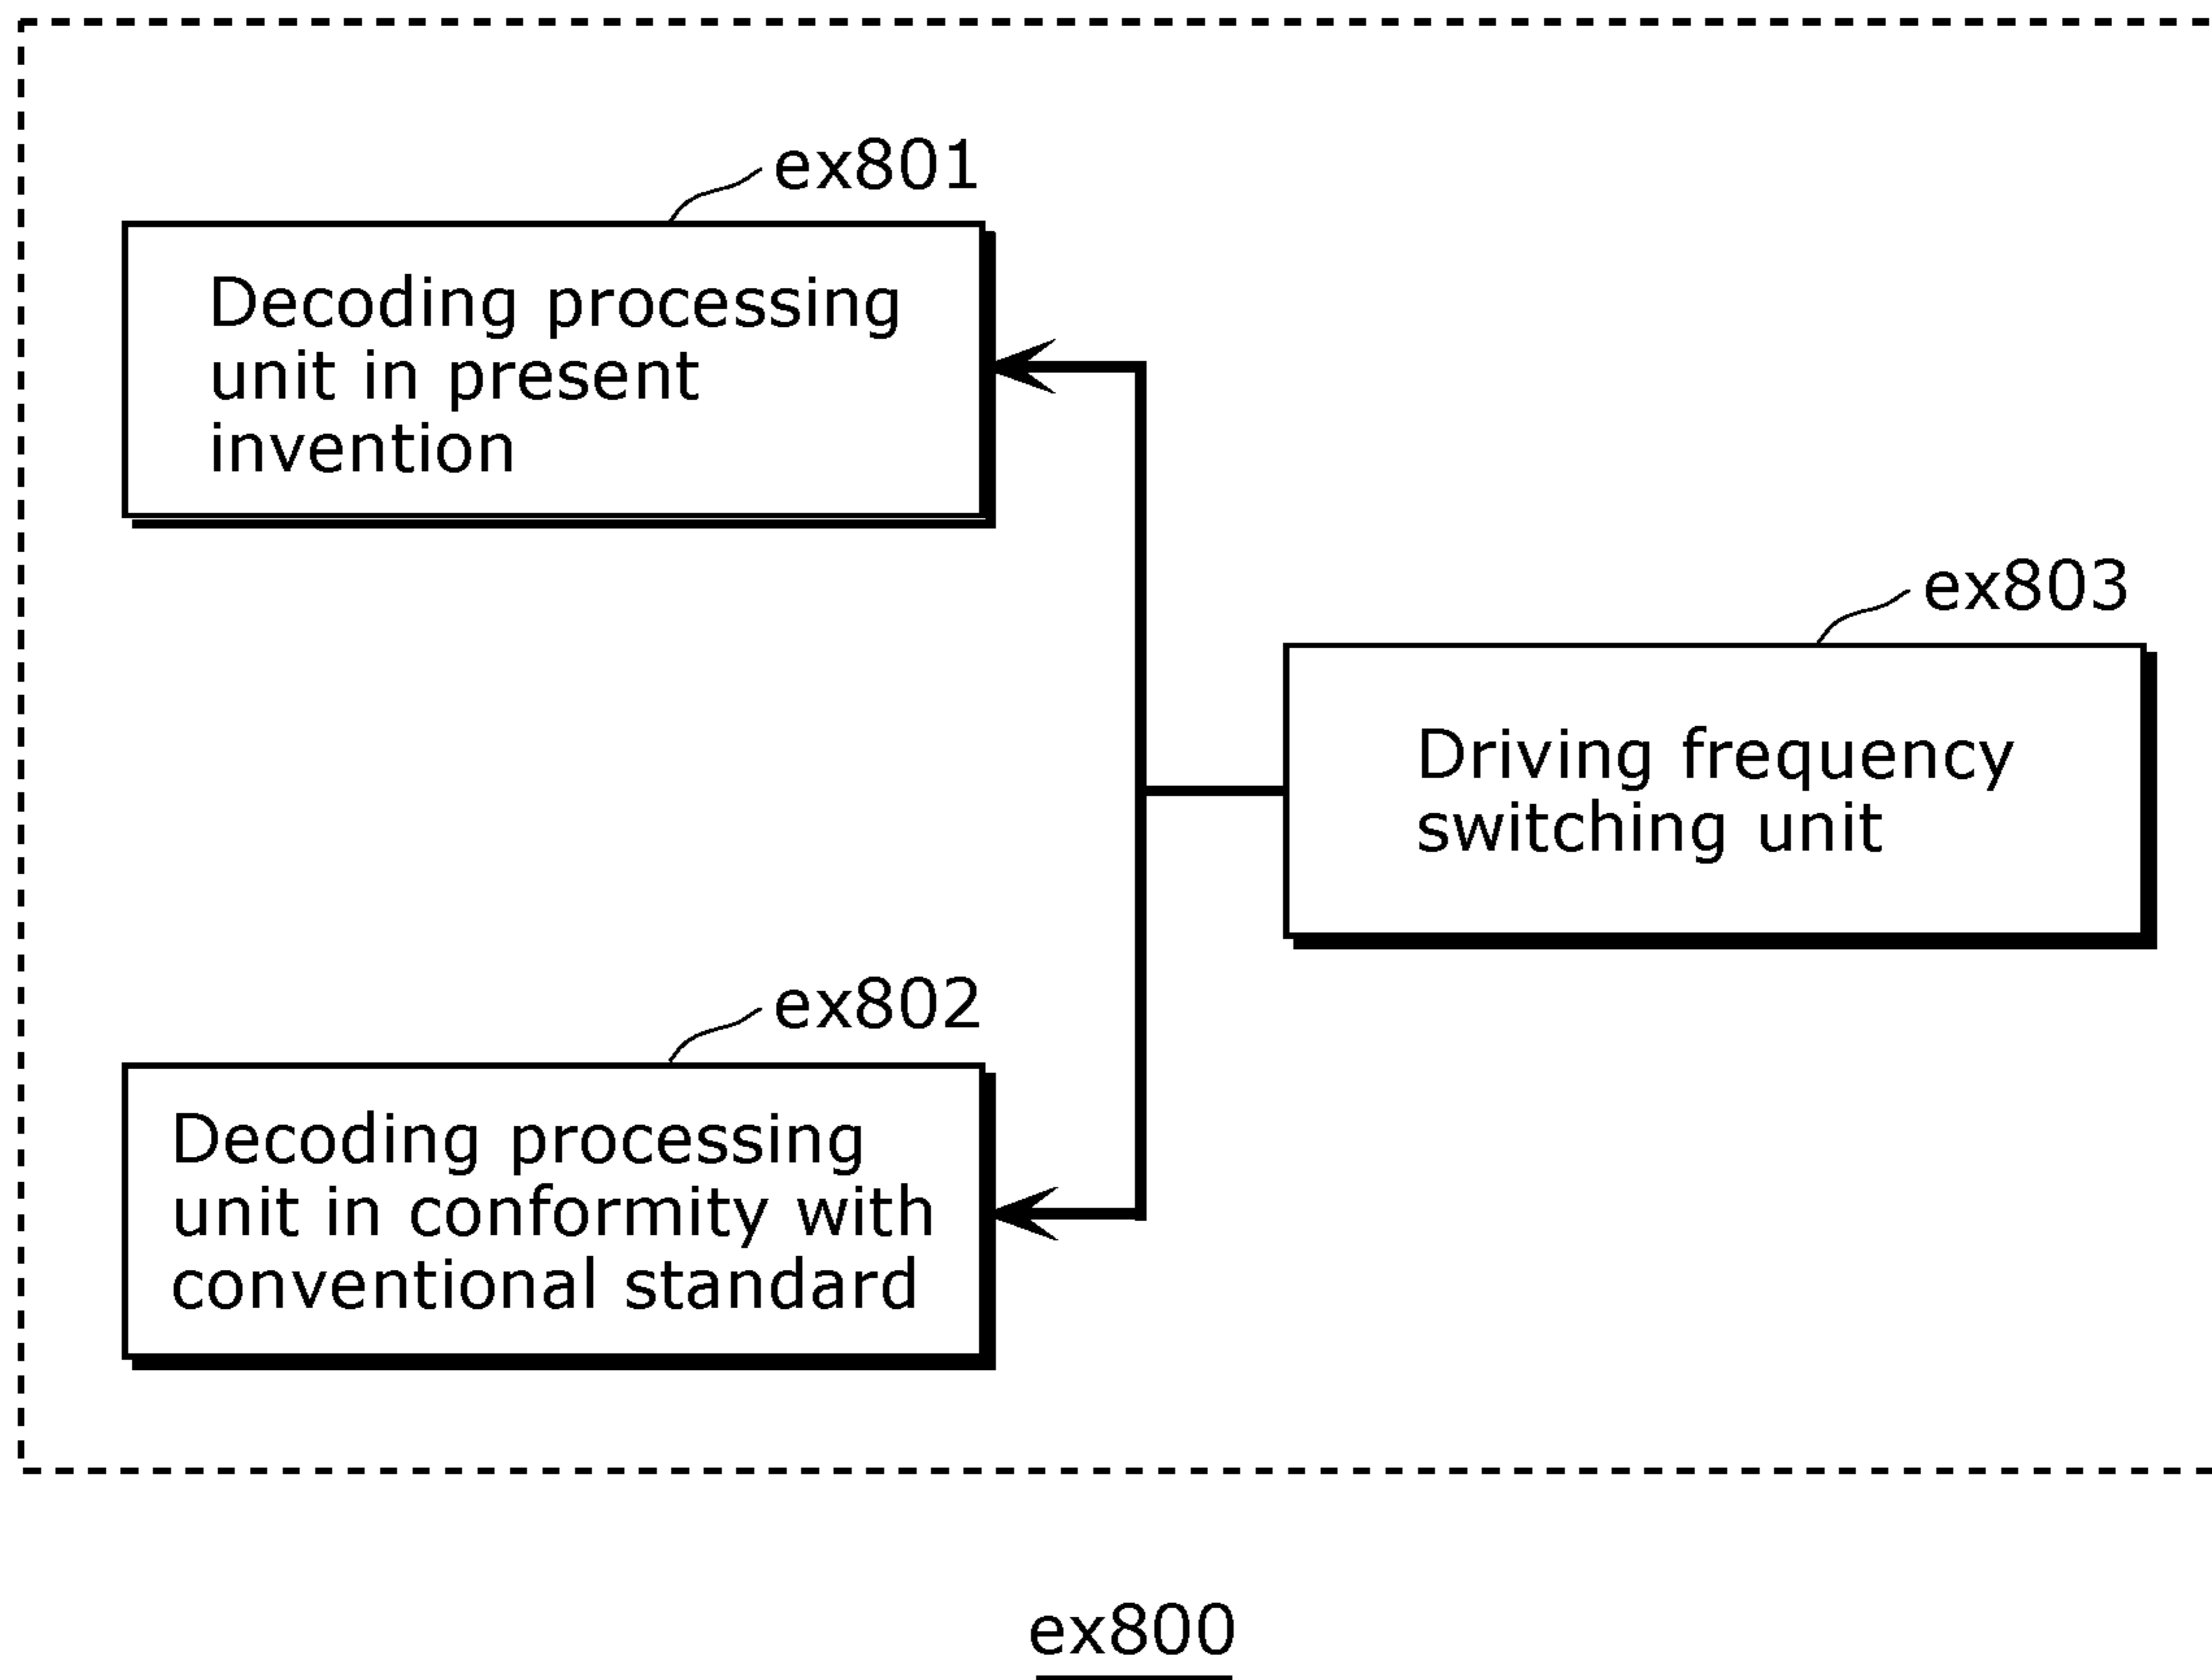 ex801
Decoding processing
unit in present
invention
ex803
Driving frequency
switching unit
ex802
Decoding processing
unit in conformity with
conventional standard
ex800